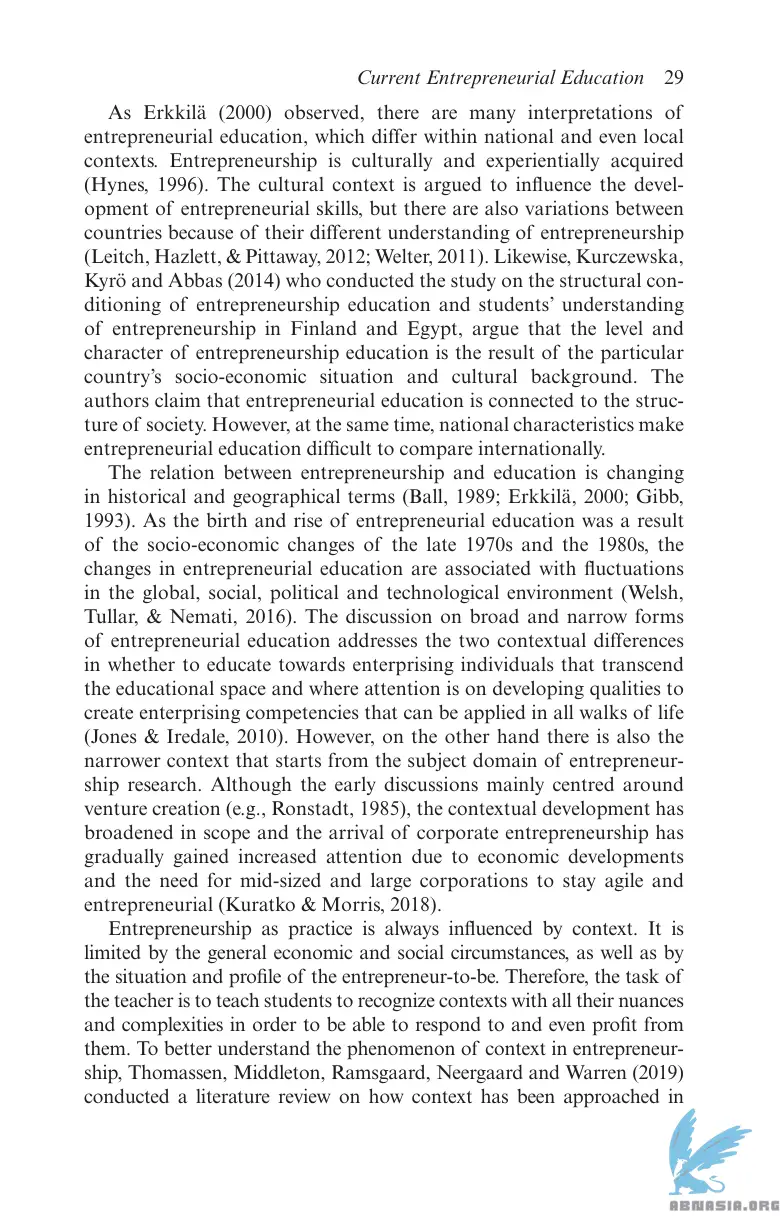 Current Entrepreneurial Education 29
As Erkkilä (2000) observed, there are many interpretations of
entrepreneurial education, which differ within national and even local
contexts. Entrepreneurship is culturally and experientially acquired
(Hynes, 1996). The cultural context is argued to influence the devel-
opment of entrepreneurial skills, but there are also variations between
countries because of their different understanding of entrepreneurship
(Leitch, Hazlett, & Pittaway, 2012; Welter, 2011). Likewise, Kurczewska,
Kyrö and Abbas (2014) who conducted the study on the structural con-
ditioning of entrepreneurship education and students’ understanding
of entrepreneurship in Finland and Egypt, argue that the level and
character of entrepreneurship education is the result of the particular
country’s socio-economic situation and cultural background. The
authors claim that entrepreneurial education is connected to the struc-
ture of society. However, at the same time, national characteristics make
entrepreneurial education difficult to compare internationally.
The relation between entrepreneurship and education is changing
in historical and geographical terms (Ball, 1989; Erkkilä, 2000; Gibb,
1993). As the birth and rise of entrepreneurial education was a result
of the socio-economic changes of the late 1970s and the 1980s, the
changes in entrepreneurial education are associated with fluctuations
in the global, social, political and technological environment (Welsh,
Tullar, & Nemati, 2016). The discussion on broad and narrow forms
of entrepreneurial education addresses the two contextual differences
in whether to educate towards enterprising individuals that transcend
the educational space and where attention is on developing qualities to
create enterprising competencies that can be applied in all walks of life
(Jones & Iredale, 2010). However, on the other hand there is also the
narrower context that starts from the subject domain of entrepreneur-
ship research. Although the early discussions mainly centred around
venture creation (e.g., Ronstadt, 1985), the contextual development has
broadened in scope and the arrival of corporate entrepreneurship has
gradually gained increased attention due to economic developments
and the need for mid-sized and large corporations to stay agile and
entrepreneurial (Kuratko & Morris, 2018).
Entrepreneurship as practice is always influenced by context. It is
limited by the general economic and social circumstances, as well as by
the situation and profile of the entrepreneur-to-be. Therefore, the task of
the teacher is to teach students to recognize contexts with all their nuances
and complexities in order to be able to respond to and even profit from
them. To better understand the phenomenon of context in entrepreneur-
ship, Thomassen, Middleton, Ramsgaard, Neergaard and Warren (2019)
conducted a literature review on how context has been approached in
ABNASIA.ORG